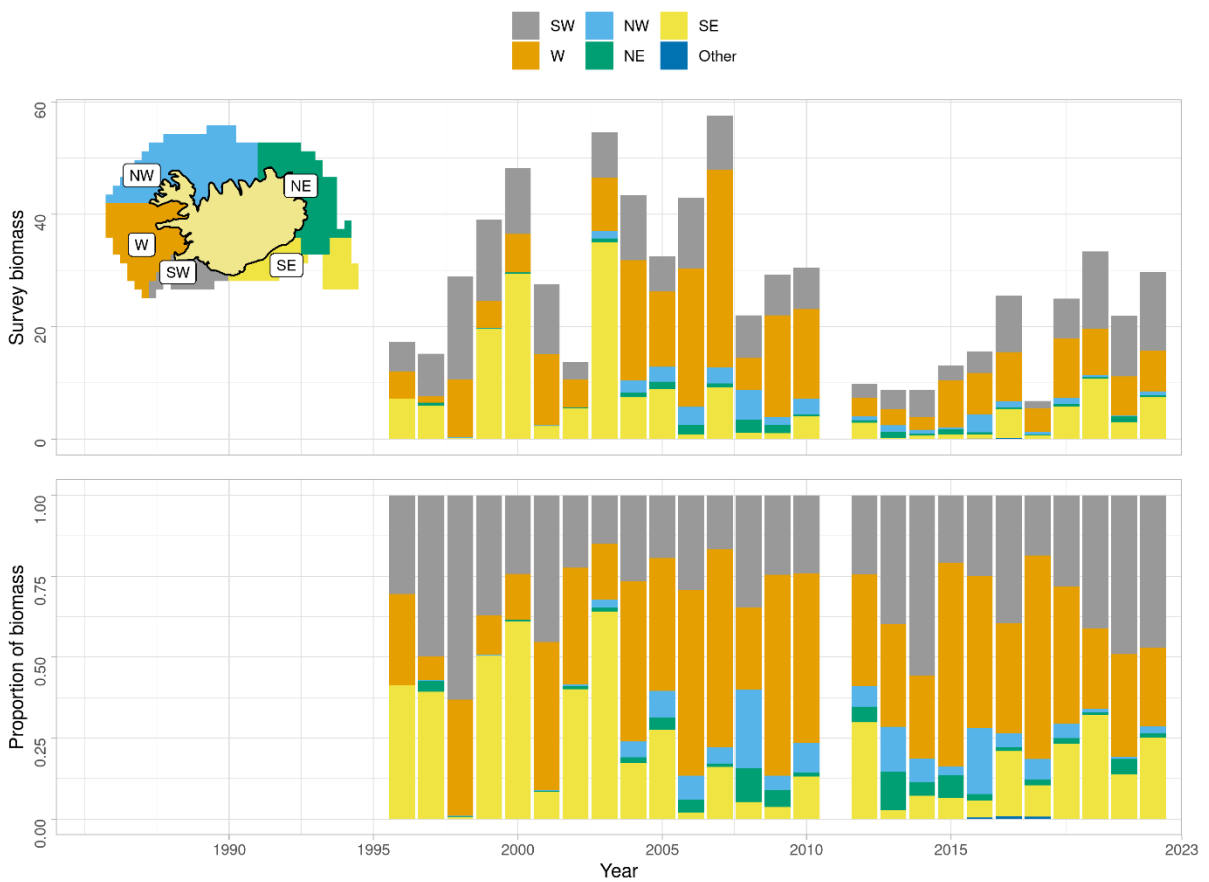 SW NW SE
W NE Other
Survey biomass
60
40
20
0
NW
NE
W
SW
SE
Proportion of biomass
1.00
0.75
0.50
0.25
0.00
1990 1995 2000 2005 2010 2015 2023
Year